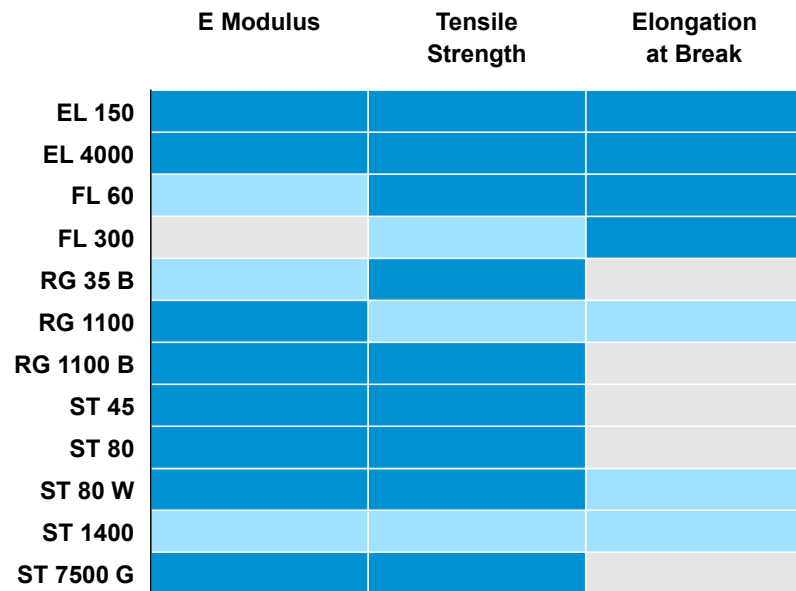 E Modulus
Tensile
Strength
Elongation
at Break
EL 150
EL 4000
FL 60
FL 300
RG 35 B
RG 1100
RG 1100 B
ST 45
ST 80
ST 80 W
ST 1400
ST 7500 G